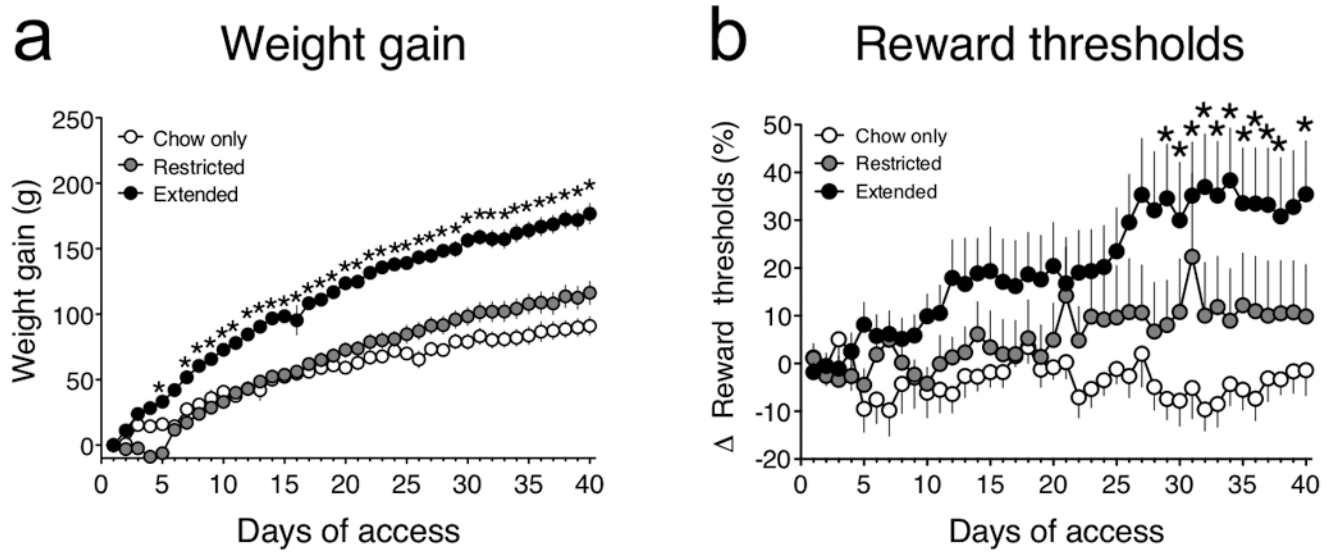 a Weight gain
Weight gain (g)
250
200
150
100
50
0
Chow only
Restricted
Extended
* * * * * * * * * * * * * * * * * * * * * * * * * * * * * * * * * * *
0 5 10 15 20 25 30 35 40
Days of access
b Reward thresholds
Δ Reward thresholds (%)
50
40
30
20
10
0
-10
-20
Chow only
Restricted
Extended
* * * * * * * * * * *
0 5 10 15 20 25 30 35 40
Days of access